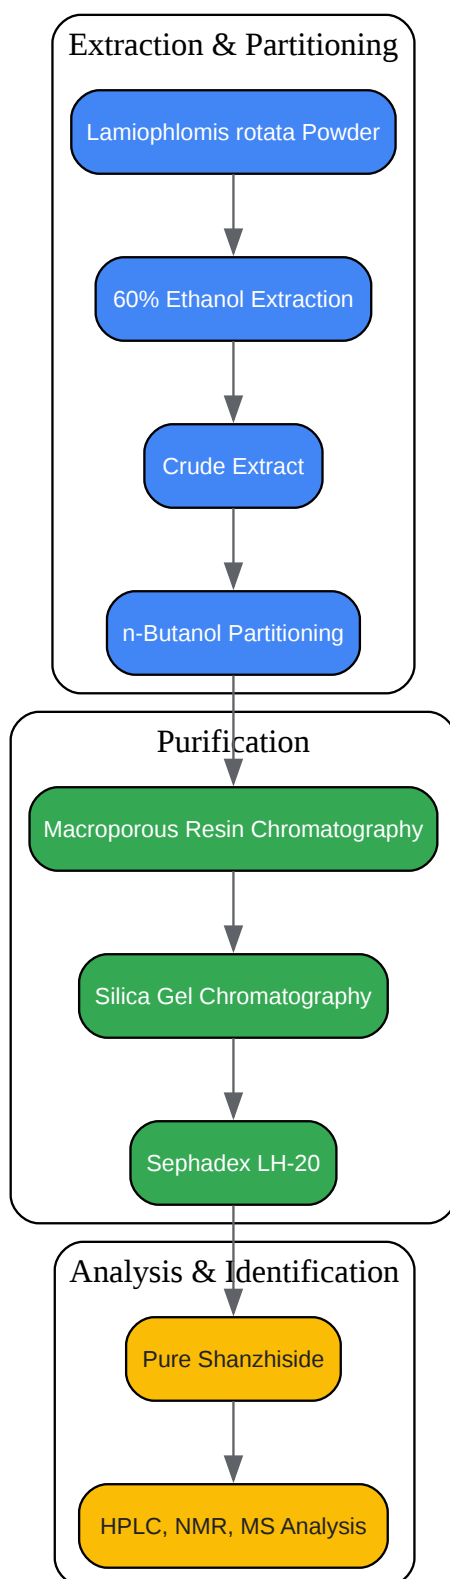 Extraction & Partitioning
Lamiophlomis rotata Powder
60% Ethanol Extraction
Crude Extract
n-Butanol Partitioning
Purification
Macroporous Resin Chromatography
Silica Gel Chromatography
Sephadex LH-20
Analysis & Identification
Pure Shanzhiside
HPLC, NMR, MS Analysis